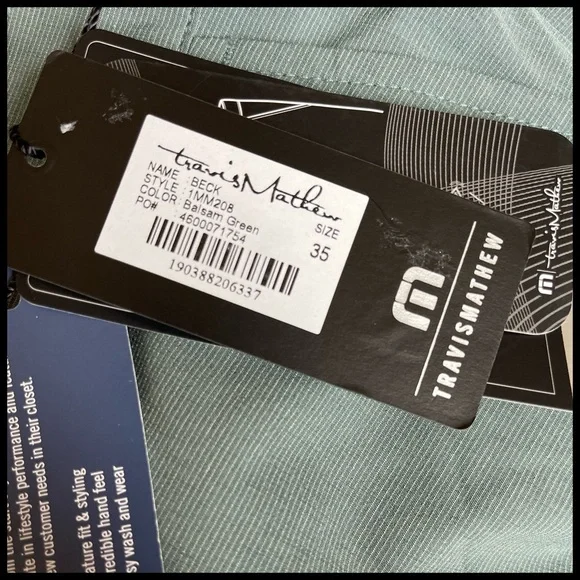 travisMathew
NAME : BECK
STYLE : 1MM208
COLOR: Balsam Green
PO# : 4600071754
SIZE
35
190388206337
TRAVISMATHEW
travisMathew
te in lifestyle performance and
w customer needs in their closet.
ature fit & styling
redible hand feel
sy wash and wear